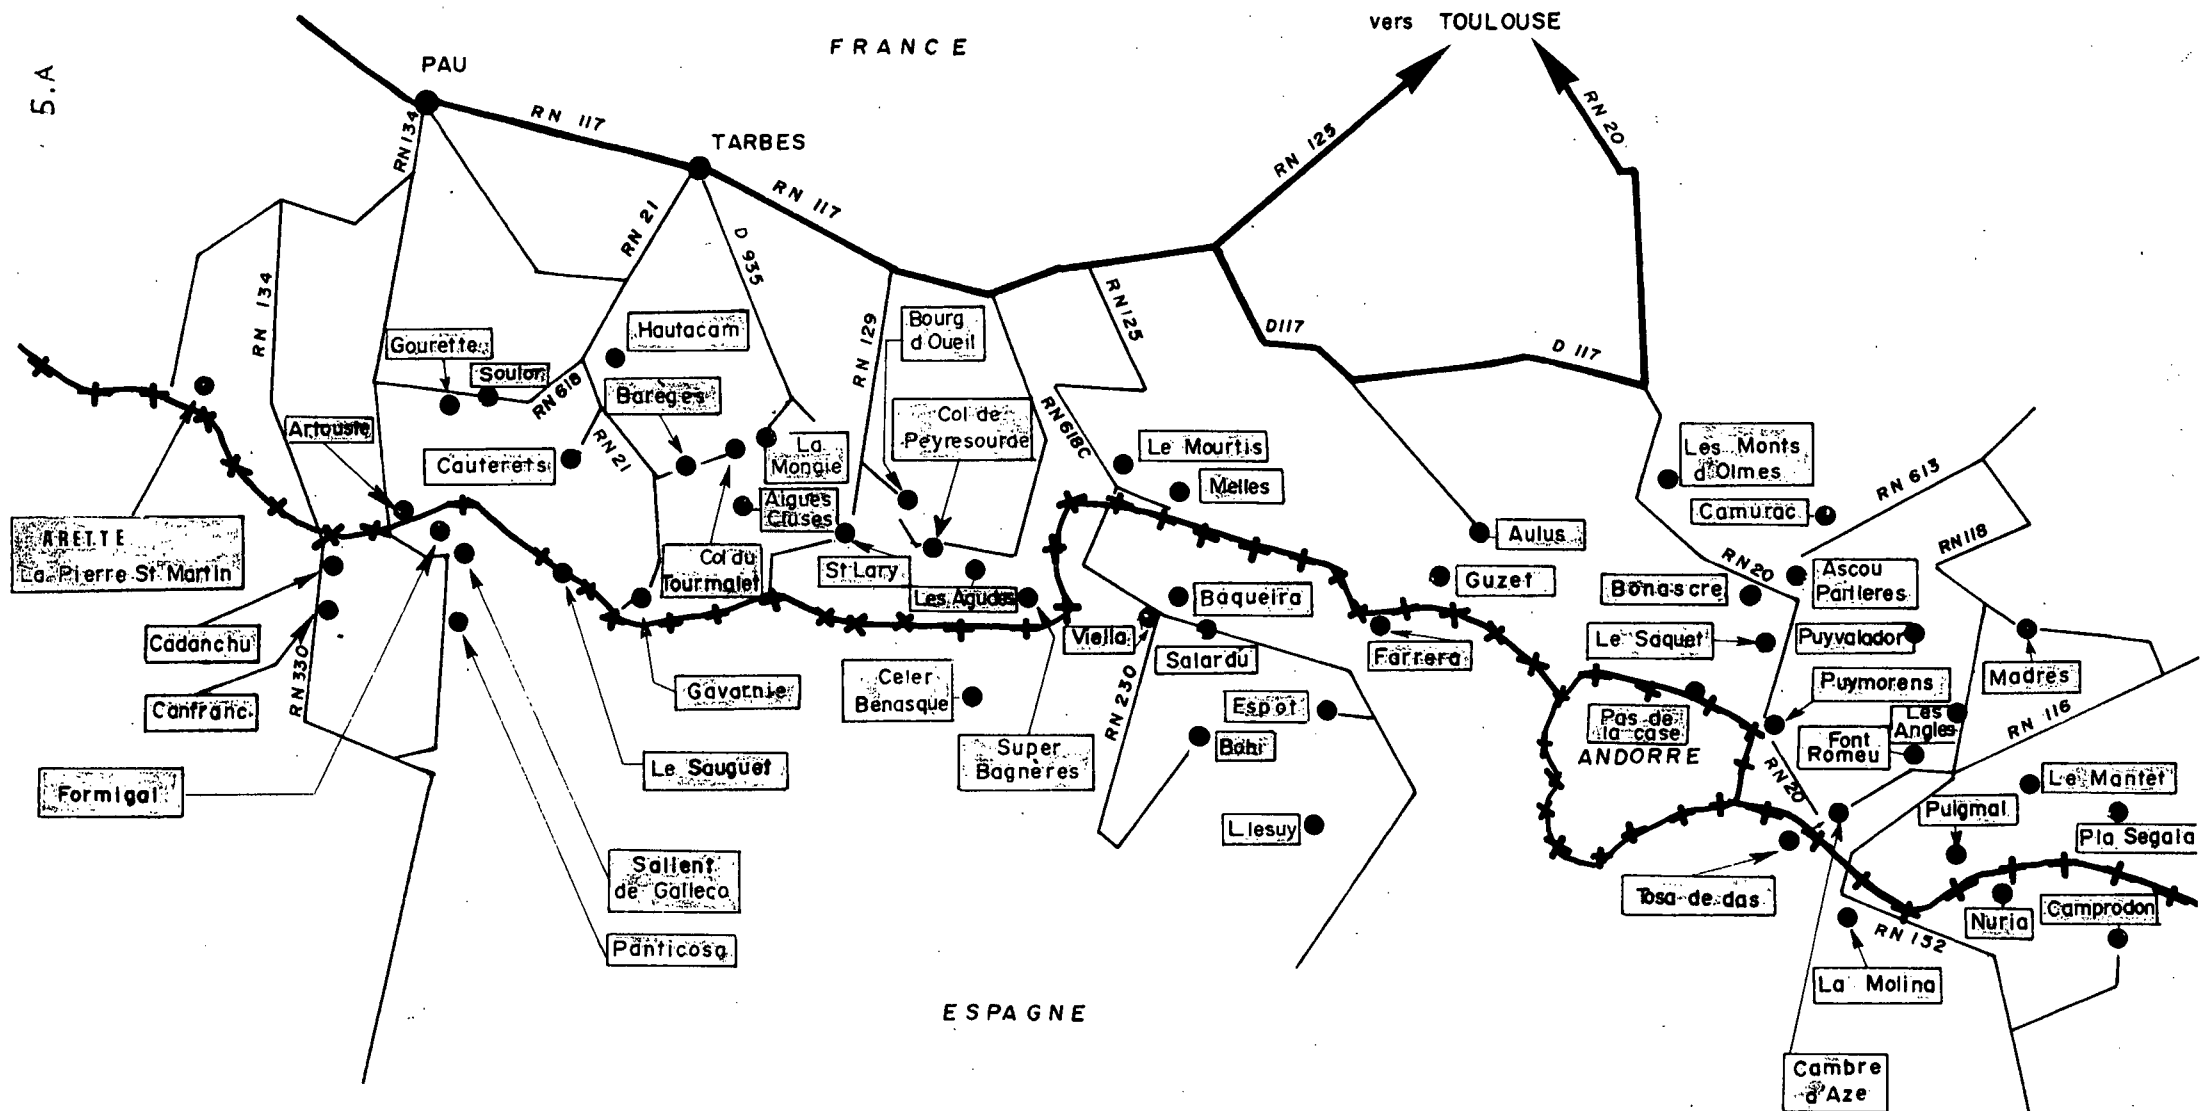 5.A
FRANCE
vers TOULOUSE
PAU
RN 117
TARBES
RN 134
RN 117
RN 125
RN 20
RN 21
D 935
RN 134
RN 129
RN 125
D117
D 117
Hautacam
Bourg
d'Oueil
Gourette
Soulor
RN 618
Barèges
Col de
Peyresourde
RN 618C
Artouste
Cauterets
RN 21
La
Mongie
Le Mourtis
Melles
Les Monts
d'Olmes
RN 613
Camurac
Aigues
Cluses
Aulus
RN 118
ARETTE
La Pierre St Martin
Col du
Tourmalet
St Lary
Les Agudes
Guzet
RN 20
Ascou
Parlieres
Bonascre
Baqueira
Cadanchu
Viella
Salardu
Farrera
Le Saquet
Puyvalador
Madrès
Canfranc
RN 330
Gavarnie
Celer
Benasque
RN 230
Espot
Puymorens
Les
Angles
RN 116
Pas de
la case
ANDORRE
Font
Romeu
Bohi
Super
Bagnères
Le Sauguet
Formigal
RN 20
Le Mantet
Puigmal
Llesuy
Pla Segala
Sallent
de Galleco
Tosa de das
Nuria
Camprodon
Panticosa
RN 152
La Molina
ESPAGNE
Cambre
d'Aze